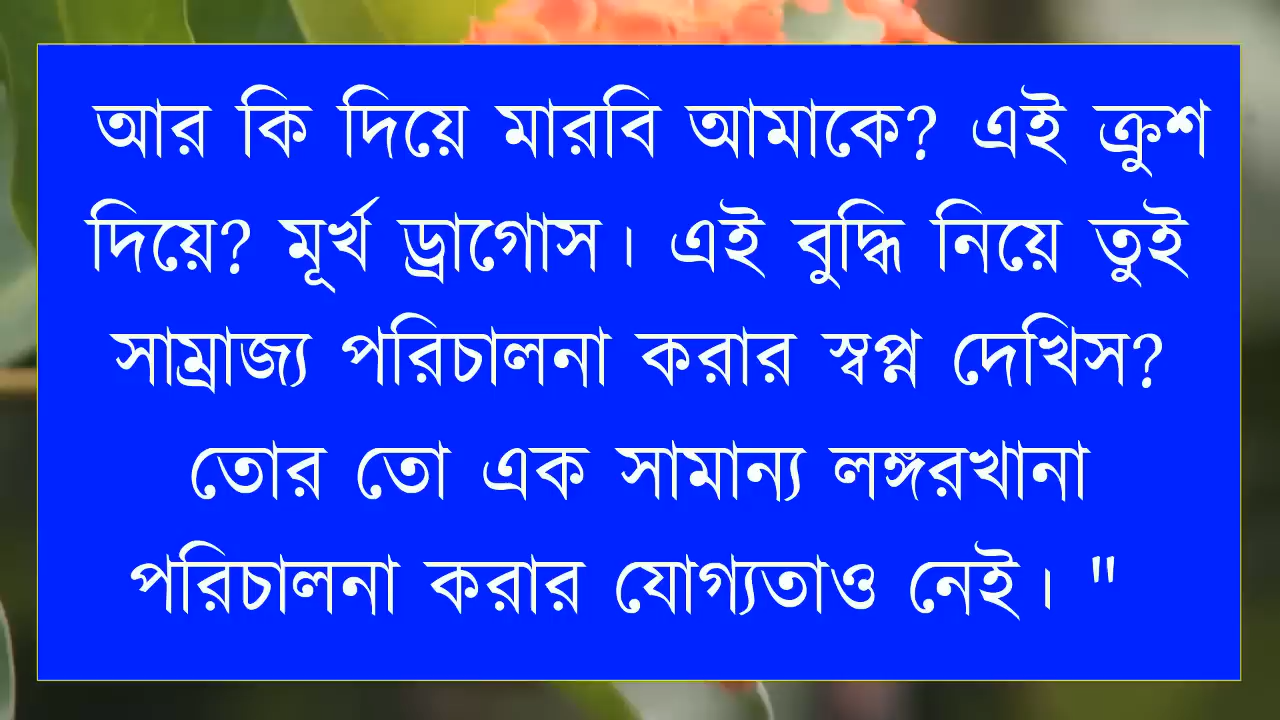 আর কি দিয়ে মারবি আমাকে? এই ক্রুশ
দিয়ে? মূর্খ ড্রাগোস। এই বুদ্ধি নিয়ে তুই
সাম্রাজ্য পরিচালনা করার স্বপ্ন দেখিস?
তোর তো এক সামান্য লঙ্গরখানা
পরিচালনা করার যোগ্যতাও নেই। "